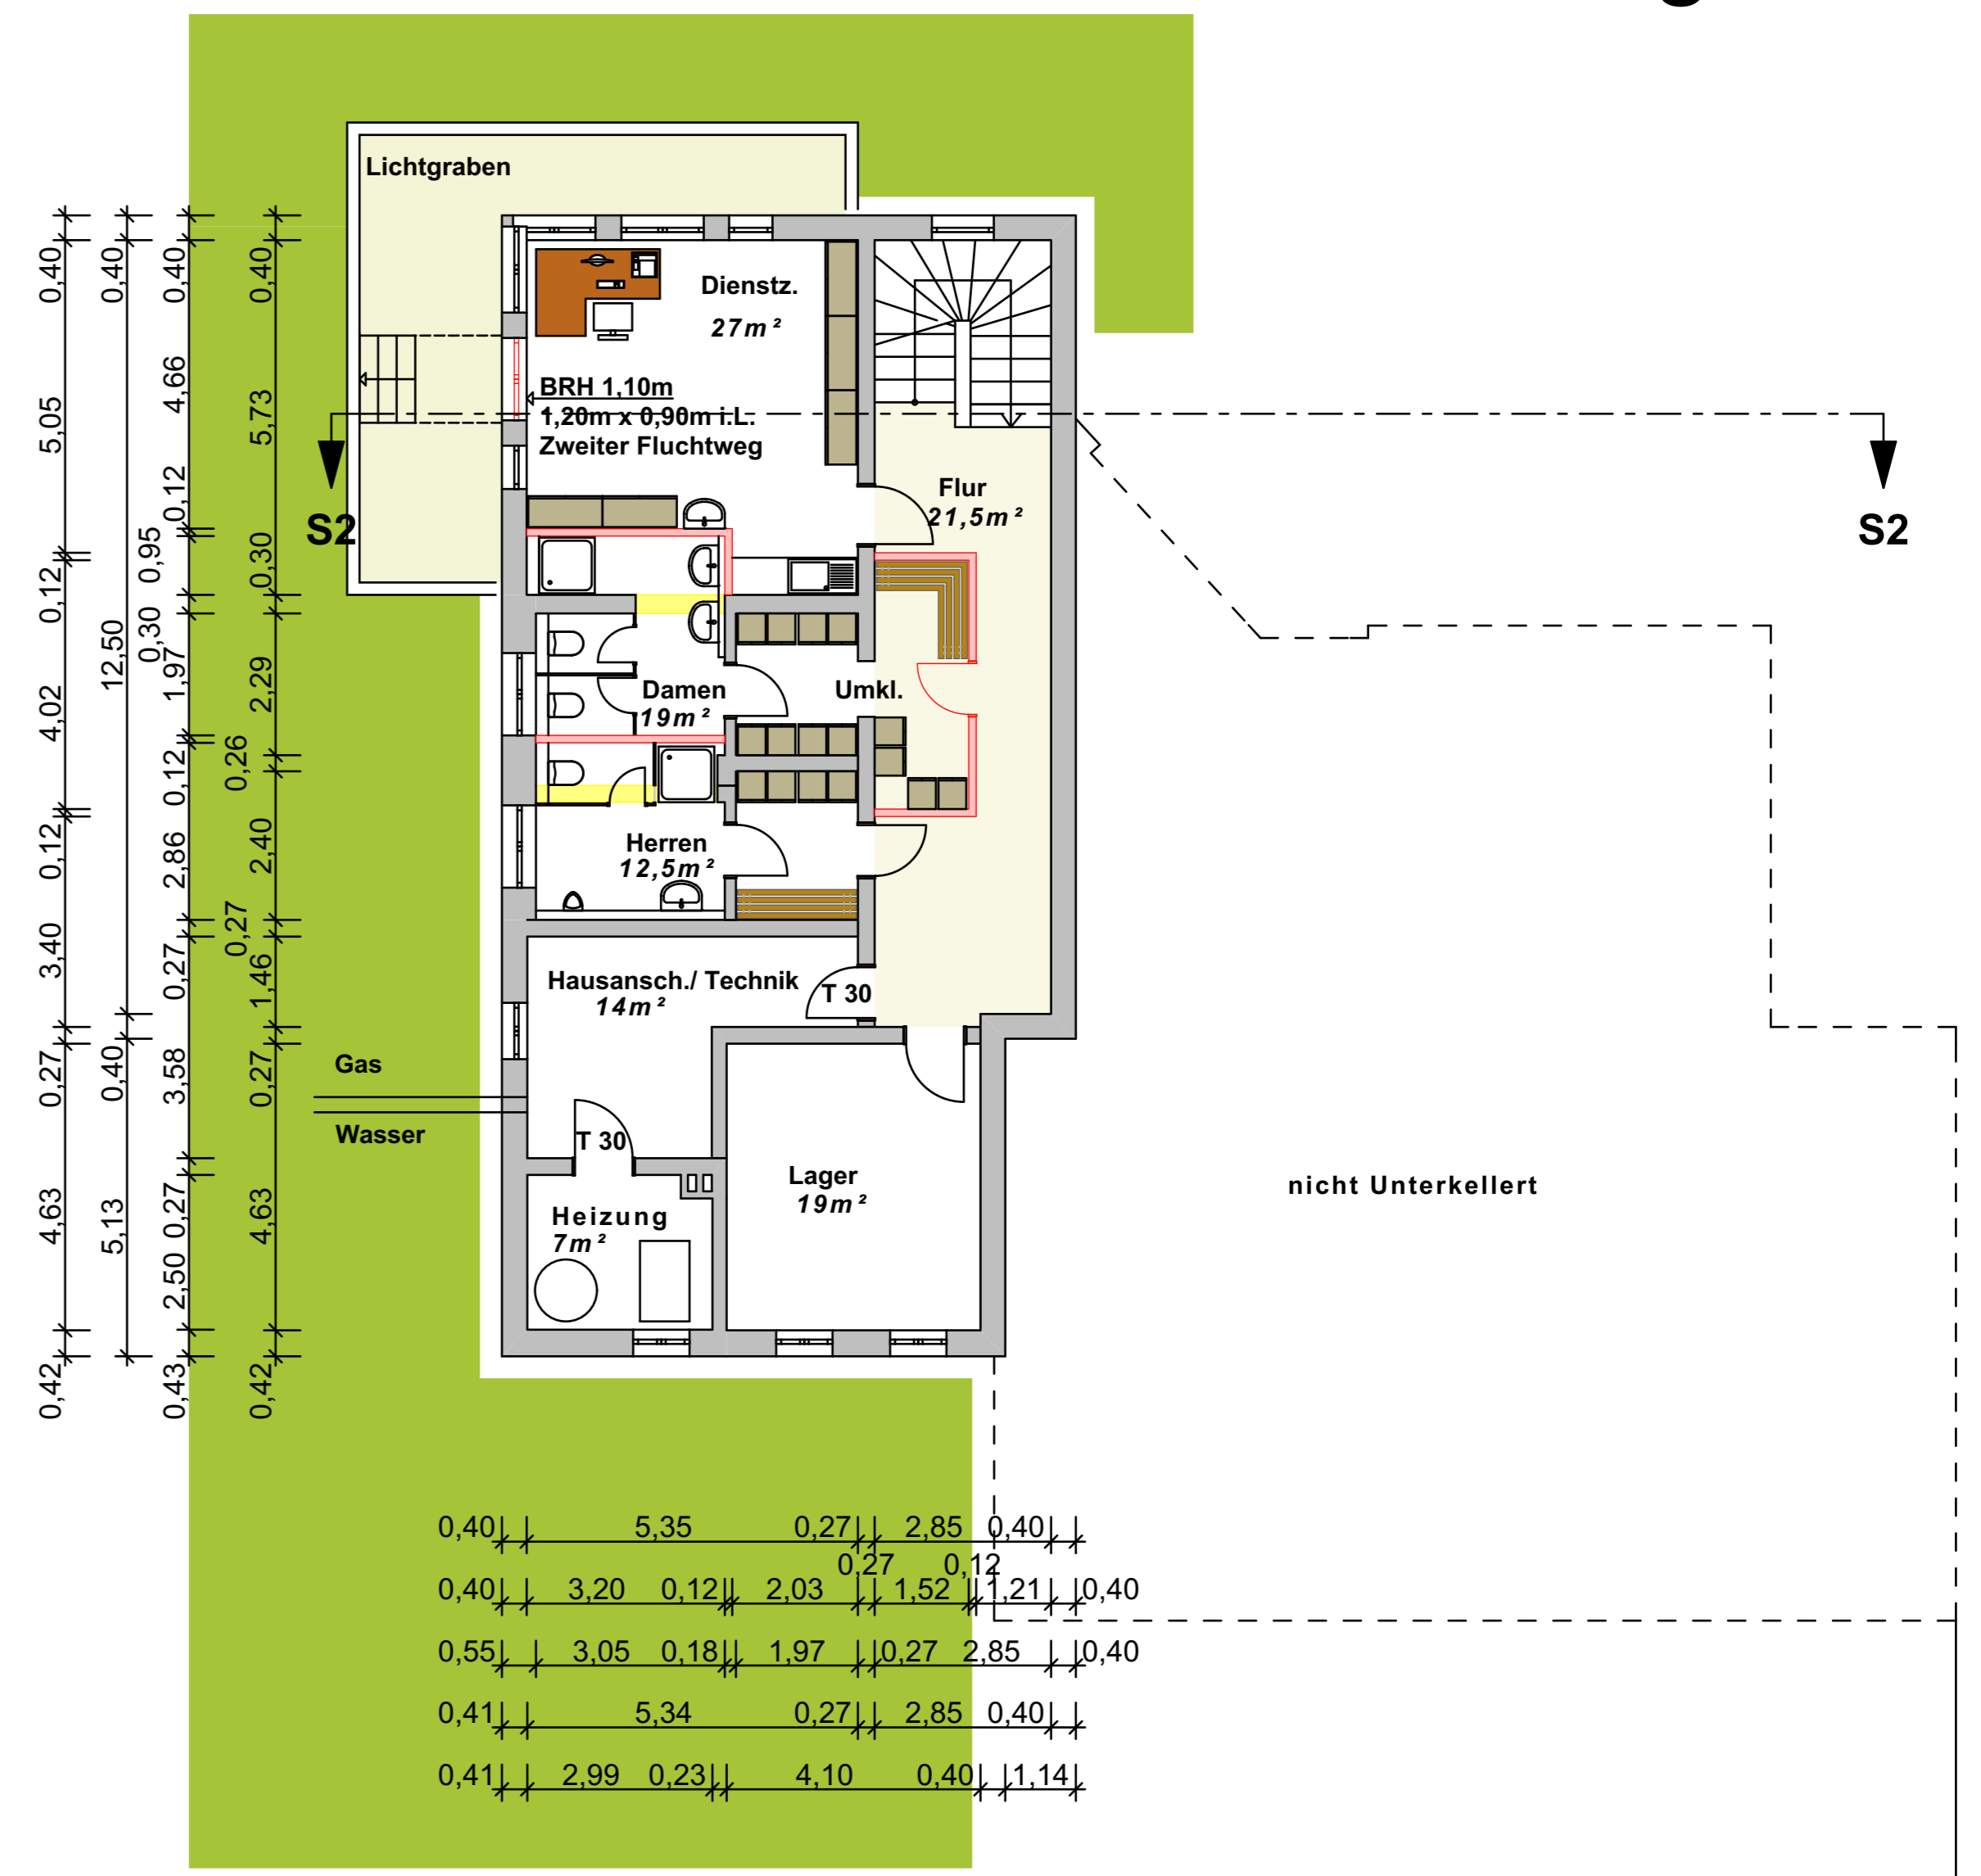 Lichtgraben
Dienstz.
27m²
BRH 1,10m
1,20m x 0,90m i.L.
Zweiter Fluchtweg
S2
S2
Flur
21,5m²
Damen
19m²
Umkl.
Herren
12,5m²
Hausansch./ Technik
14m²
T 30
Gas
Wasser
T 30
Lager
19m²
Heizung
7m²
nicht Unterkellert
0,40
5,05
0,12
4,02
0,12
3,40
0,27
4,63
0,42
0,40
12,50
0,40
5,13
0,40
4,66
0,12
0,95
0,30
1,97
0,12
2,86
0,27
3,58
0,27
2,50
0,43
0,40
5,73
0,30
2,29
0,26
2,40
0,27
1,46
0,27
4,63
0,42
0,40 5,35 0,27 2,85 0,40
0,27 0,12
0,40 3,20 0,12 2,03 1,52 1,21 0,40
0,55 3,05 0,18 1,97 0,27 2,85 0,40
0,41 5,34 0,27 2,85 0,40
0,41 2,99 0,23 4,10 0,40 1,14